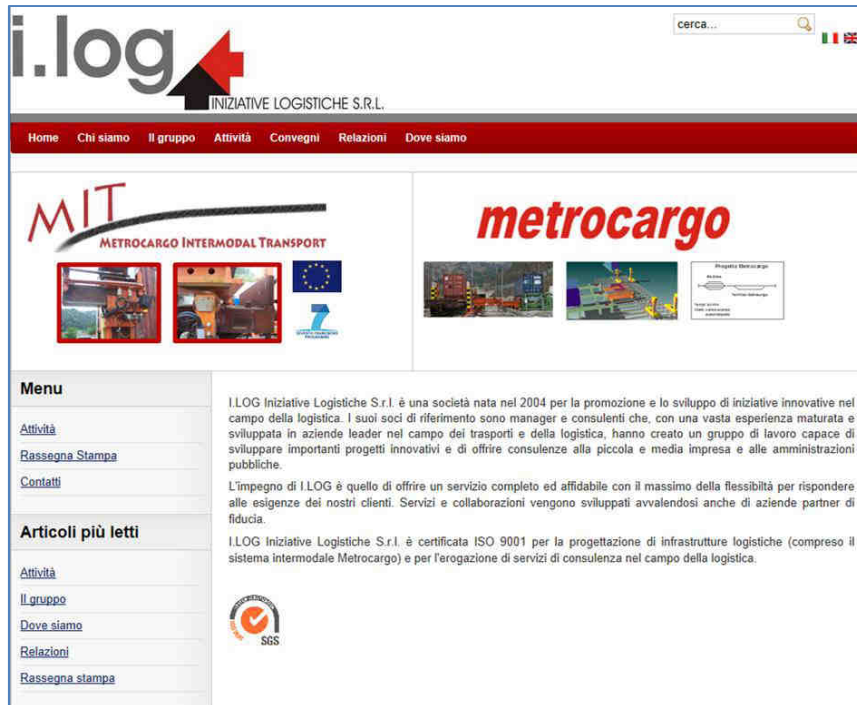 cerca...
i.log
INIZIATIVE LOGISTICHE S.R.L.
Home Chi siamo Il gruppo Attività Convegni Relazioni Dove siamo
MIT
METROCARGO INTERMODAL TRANSPORT
metrocargo
Progetto Metrocargo
7
Menu
Attività
Rassegna Stampa
Contatti
Articoli più letti
Attività
Il gruppo
Dove siamo
Relazioni
Rassegna stampa
I.LOG Iniziative Logistiche S.r.l. è una società nata nel 2004 per la promozione e lo sviluppo di iniziative innovative nel
campo della logistica. I suoi soci di riferimento sono manager e consulenti che, con una vasta esperienza maturata e
sviluppata in aziende leader nel campo dei trasporti e della logistica, hanno creato un gruppo di lavoro capace di
sviluppare importanti progetti innovativi e di offrire consulenze alla piccola e media impresa e alle amministrazioni
pubbliche.
L'impegno di I.LOG è quello di offrire un servizio completo ed affidabile con il massimo della flessibiltà per rispondere
alle esigenze dei nostri clienti. Servizi e collaborazioni vengono sviluppati avvalendosi anche di aziende partner di
fiducia.
I.LOG Iniziative Logistiche S.r.l. è certificata ISO 9001 per la progettazione di infrastrutture logistiche (compreso il
sistema intermodale Metrocargo) e per l'erogazione di servizi di consulenza nel campo della logistica.
SGS